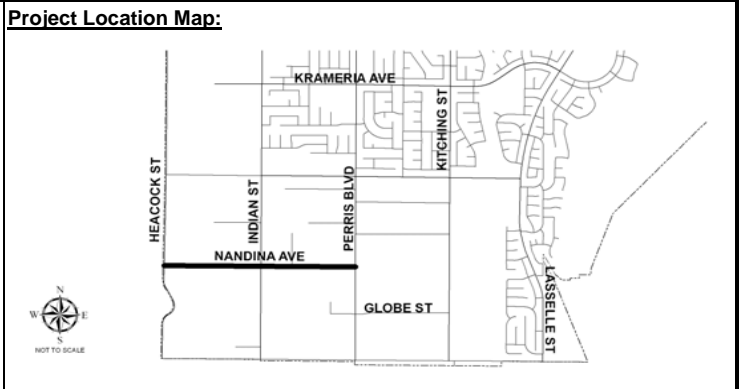 Project Location Map:
KRAMERIA AVE
KITCHING ST
HEACOCK ST
INDIAN ST
PERRIS BLVD
NANDINA AVE
LASSELLE ST
GLOBE ST
N
W E
S
NOT TO SCALE